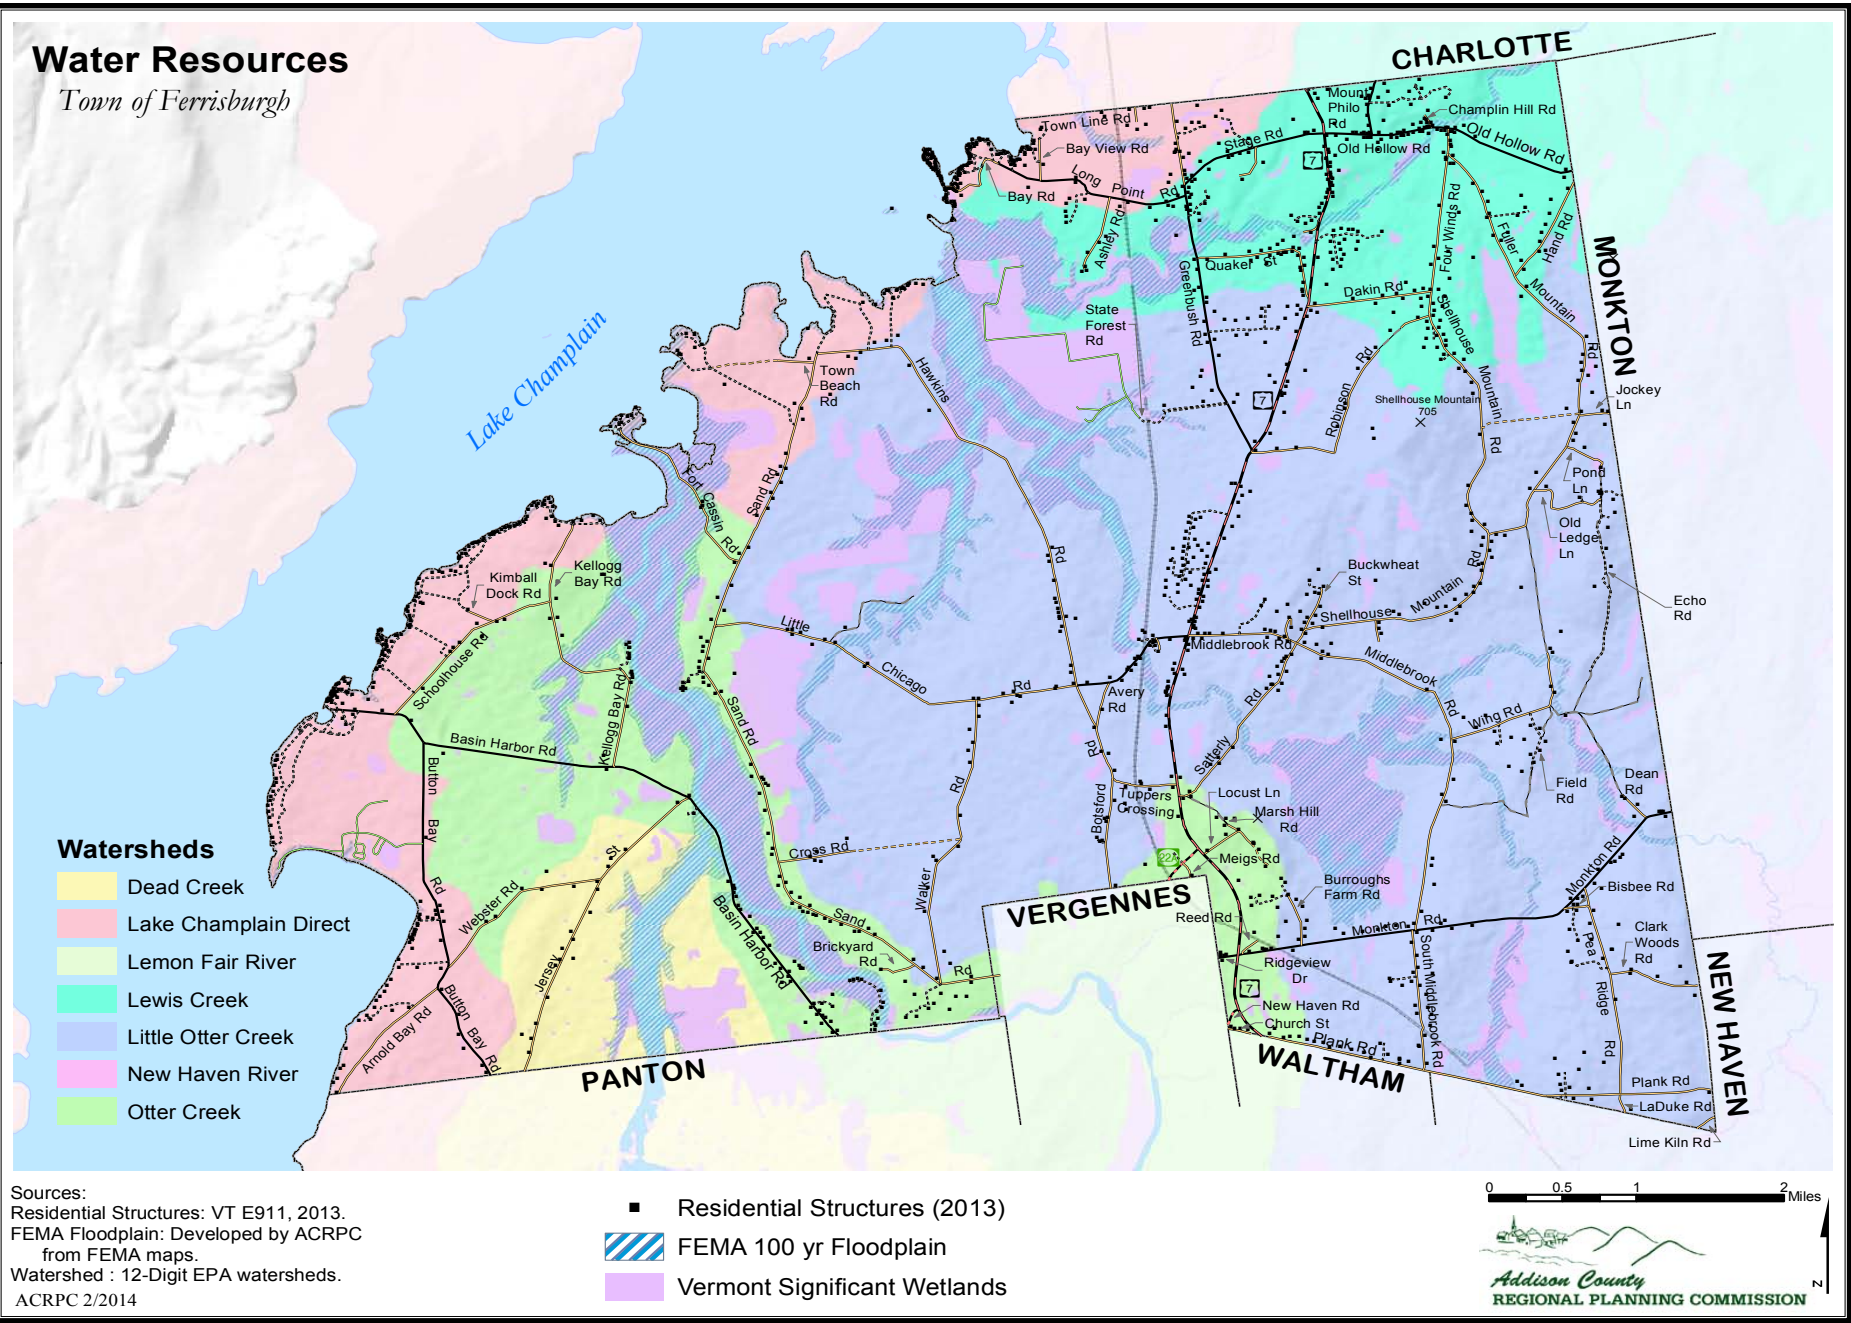 Water Resources
Town of Ferrisburgh
CHARLOTTE
MONKTON
NEW HAVEN
WALTHAM
VERGENNES
PANTON
Lake Champlain
Town Line Rd
Bay View Rd
Long Point Rd
Bay Rd
Ashley Rd
Stage Rd
Mount
Philo
Rd
Champlin Hill Rd
Old Hollow Rd
Old Hollow Rd
7
Four Winds Rd
Fuller
Hand Rd
Mountain
Rd
Quaker St
Greenbush Rd
Dakin Rd
State
Forest
Rd
Shellhouse
Mountain
Rd
Shellhouse Mountain
705
Robinson Rd
7
Jockey
Ln
Pond
Ln
Old
Ledge
Ln
Echo
Rd
Town
Beach
Rd
Hawkins
Rd
Sand Rd
Fort Cassin Rd
Kimball
Dock Rd
Kellogg
Bay Rd
Schoolhouse Rd
Kellogg Bay Rd
Basin Harbor Rd
Little
Chicago
Rd
Sand Rd
Middlebrook Rd
Buckwheat
St
Shellhouse
Mountain
Rd
Middlebrook
Rd
Avery
Rd
Satterly Rd
Wing Rd
Field
Rd
Dean
Rd
Tuppers
Crossing
Locust Ln
Marsh Hill
Rd
Meigs Rd
22A
Botsford
Rd
Cross Rd
Walker
Rd
Button
Bay
Rd
Webster Rd
Jersey
St
Basin Harbor Rd
Sand
Rd
Brickyard
Rd
Arnold Bay Rd
Button Bay Rd
Burroughs
Farm Rd
Reed Rd
Monkton Rd
Monkton Rd
Bisbee Rd
Clark
Woods
Rd
Pea
Ridge
Rd
Ridgeview
Dr
7
New Haven Rd
Church St
Plank Rd
South Middlebrook Rd
Plank Rd
LaDuke Rd
Lime Kiln Rd
Watersheds
Dead Creek
Lake Champlain Direct
Lemon Fair River
Lewis Creek
Little Otter Creek
New Haven River
Otter Creek
Sources:
Residential Structures: VT E911, 2013.
FEMA Floodplain: Developed by ACRPC
from FEMA maps.
Watershed : 12-Digit EPA watersheds.
ACRPC 2/2014
Residential Structures (2013)
FEMA 100 yr Floodplain
Vermont Significant Wetlands
0 0.5 1 2 Miles
N
Addison County
REGIONAL PLANNING COMMISSION